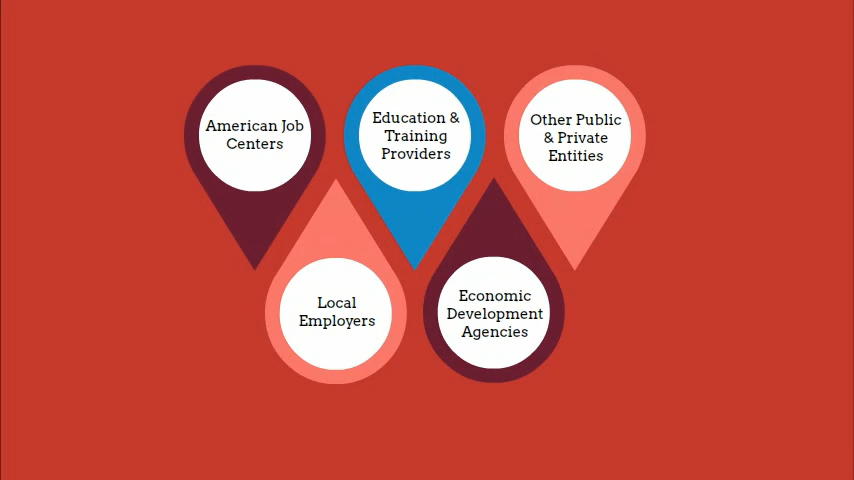 American Job
Centers
Education &
Training
Providers
Other Public
& Private
Entities
Local
Employers
Economic
Development
Agencies